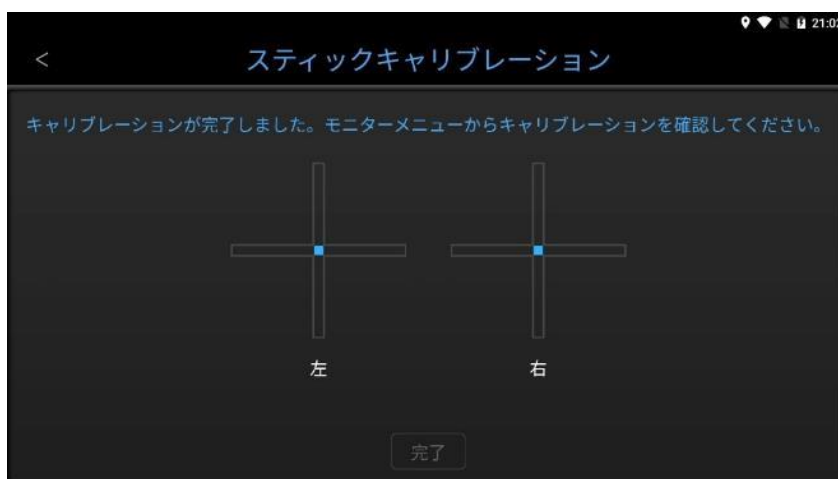 21:02
< スティックキャリブレーション
キャリブレーションが完了しました。モニターメニューからキャリブレーションを確認してください。
左 右
完了